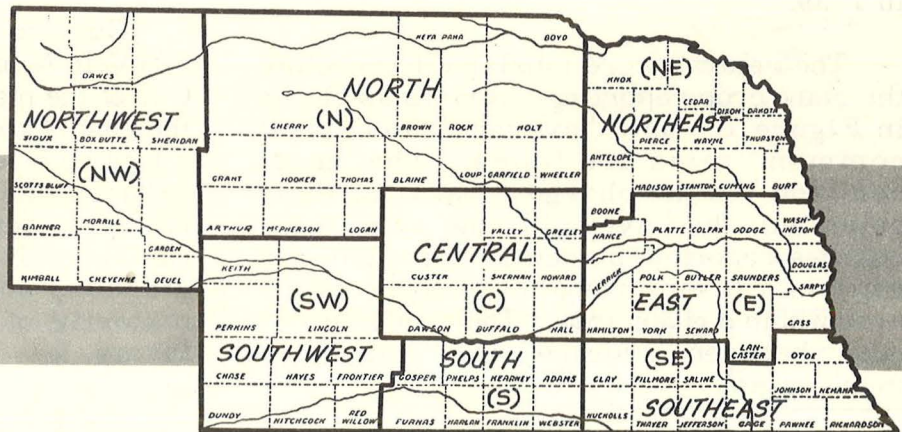 KEYA PAHA BOYD
(NE)
KNOX
DAWES
NORTH
CEDAR
DIXON DAKOTA
(N)
NORTHWEST
NORTHEAST
SIOUX BOX BUTTE SHERIDAN
CHERRY BROWN ROCK HOLT
PIERCE WAYNE THURSTON
(NW)
ANTELOPE
SCOTTS BLUFF
GRANT HOOKER THOMAS BLAINE LOUP GARFIELD WHEELER
MADISON STANTON CUMING BURT
BOONE
BANNER MORRILL
ARTHUR McPHERSON LOGAN
VALLEY GREELEY
NANCE PLATTE COLFAX DODGE WASH-
INGTON
GARDEN
CENTRAL
DOUGLAS
KIMBALL CHEYENNE DEUEL
KEITH
CUSTER SHERMAN HOWARD
MERRICK
POLK BUTLER SAUNDERS
SARPY
(SW)
(C)
EAST
(E)
CASS
PERKINS LINCOLN
DAWSON BUFFALO HALL
HAMILTON YORK SEWARD
LAN-
CASTER
OTOE
SOUTHWEST
SOUTH
(SE)
CHASE HAYES FRONTIER
GOSPER PHELPS KEARNEY ADAMS
CLAY FILLMORE SALINE
JOHNSON NEMAHA
(S)
SOUTHEAST
DUNDY HITCHCOCK RED
WILLOW
FURNAS HARLAN FRANKLIN WEBSTER
NUCKOLLS THAYER JEFFERSON GAGE PAWNEE RICHARDSON